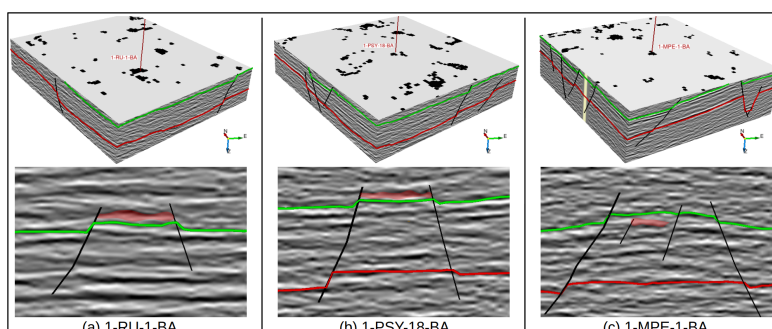 1-RU-1-BA
N
E
Z
1-PSY-18-BA
N
E
Z
1-MPE-1-BA
N
E
Z
(a) 1-RU-1-BA
(b) 1-PSY-18-BA
(c) 1-MPE-1-BA